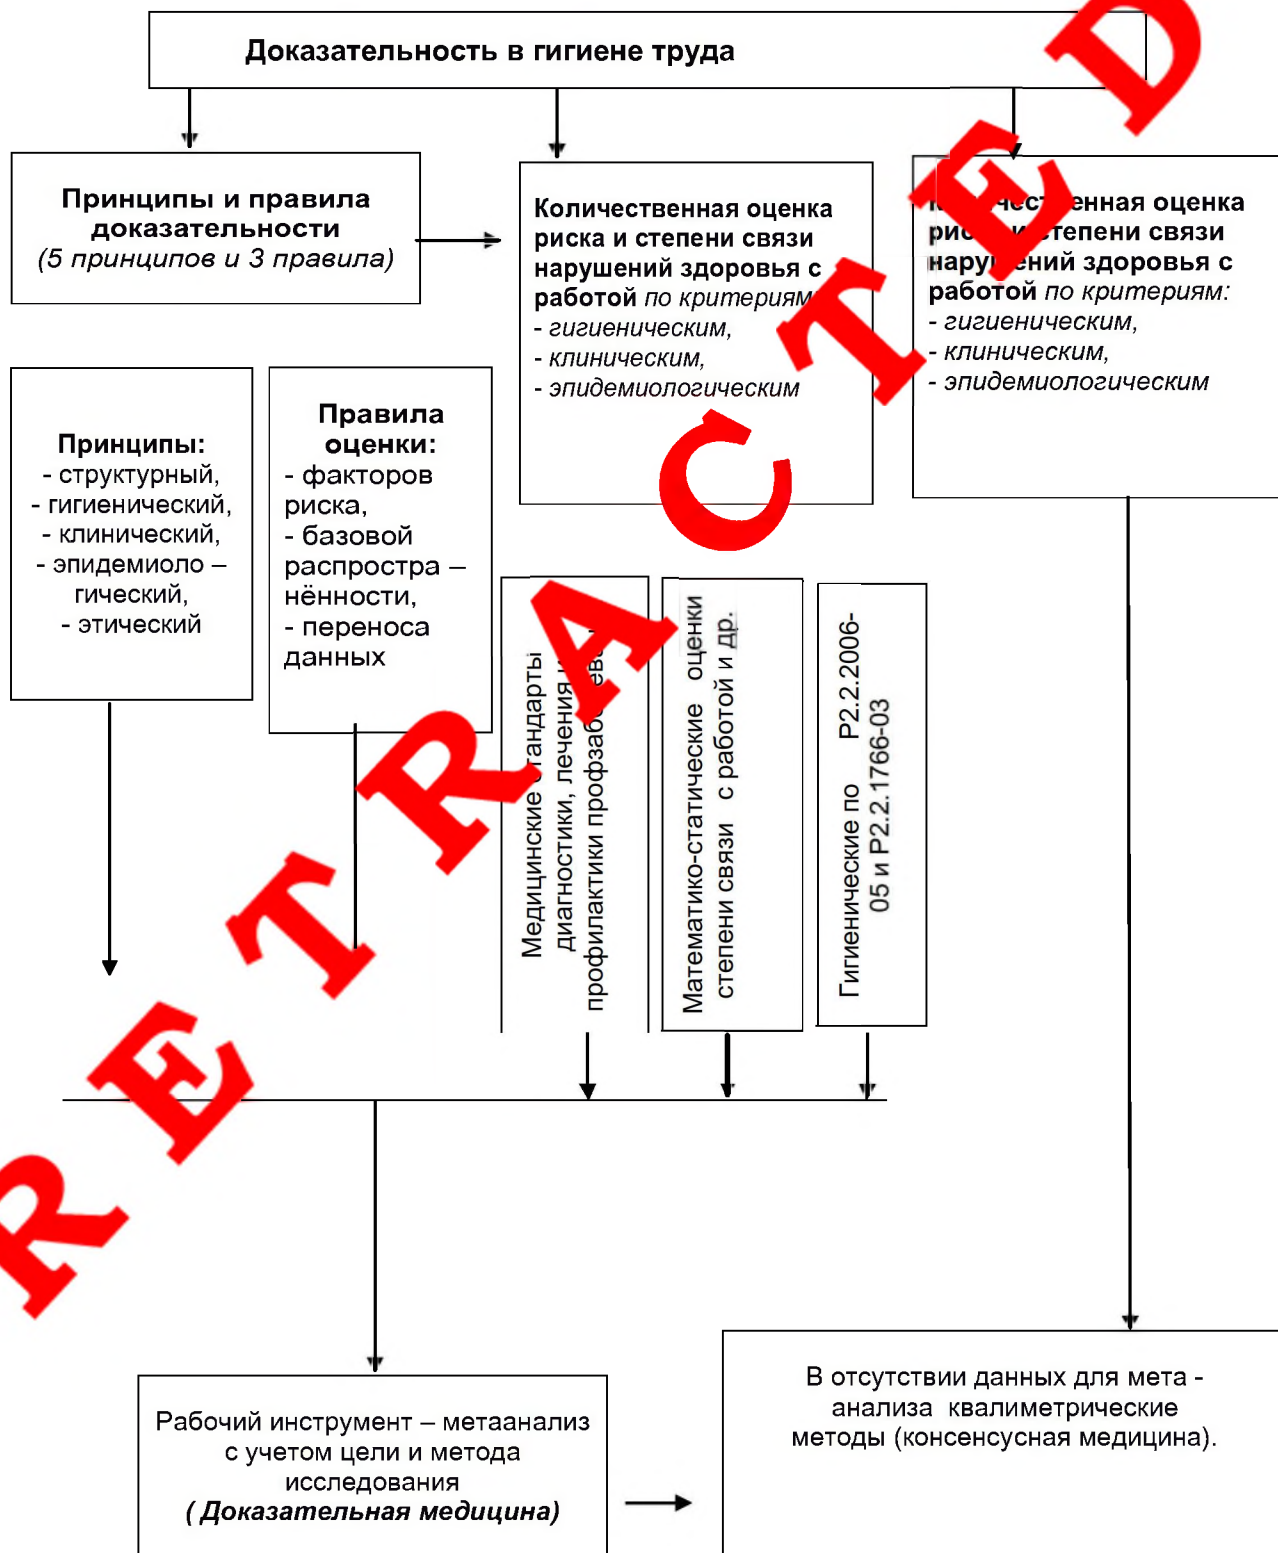 Доказательность в гигиене труда
Принципы и правила
доказательности
(5 принципов и 3 правила)
Количественная оценка
риска и степени связи
нарушений здоровья с
работой по критериям
- гигиеническим,
- клиническим,
- эпидемиологическим
енная оценка
степени связи
здоровья с
работой по критериям:
- гигиеническим,
- клиническим,
- эпидемиологическим
Принципы:
- структурный,
- гигиенический,
- клинический,
- эпидемиоло –
гический,
- этический
Правила
оценки:
- факторов
риска,
- базовой
распростра –
нённости,
- переноса
данных
Медицинские стандарты
диагностики, лечения и
профилактики
Математико-статические оценки
степени связи с работой и др.
Гигиенические по Р2.2.2006-
05 и Р2.2.1766-03
Рабочий инструмент – метаанализ
с учетом цели и метода
исследования
( Доказательная медицина)
В отсутствии данных для мета -
анализа квалиметрические
методы (консенсусная медицина).
RETRACTED